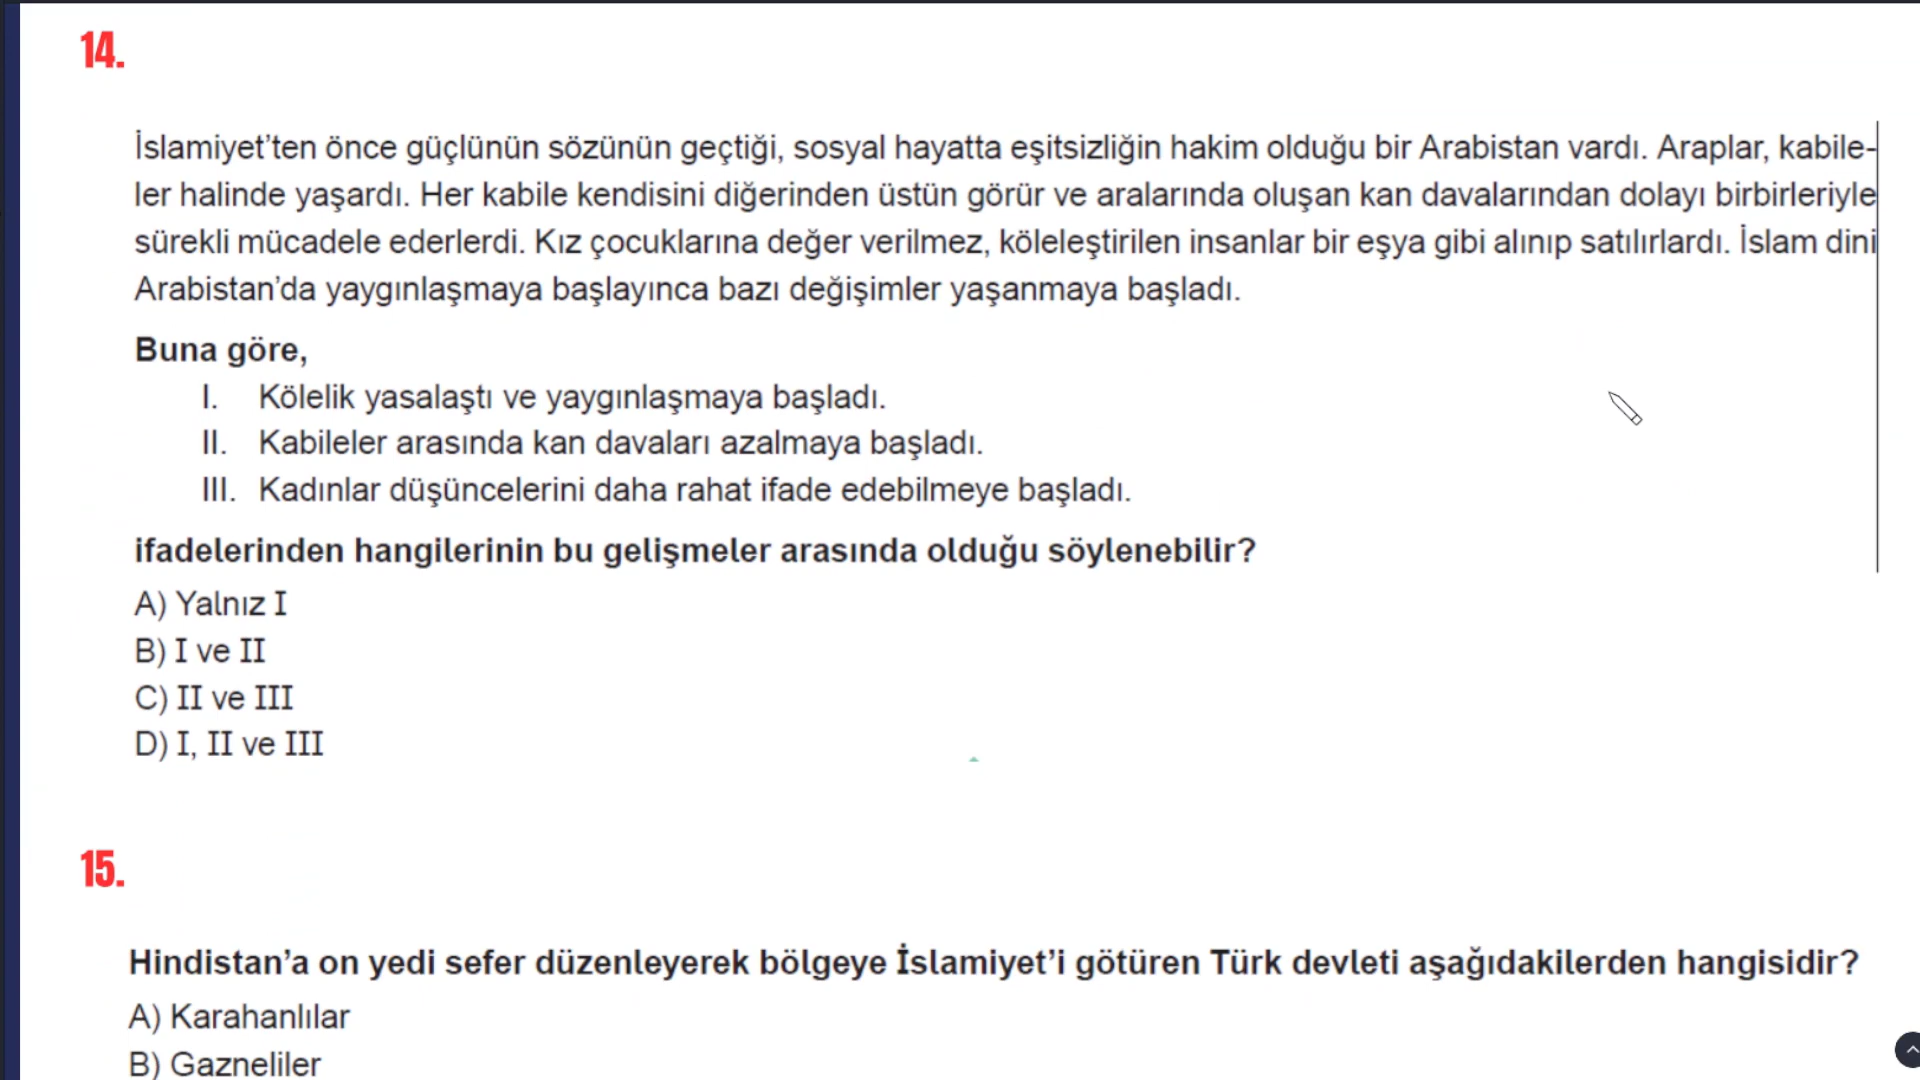 14.
İslamiyet'ten önce güçlünün sözünün geçtiği, sosyal hayatta eşitsizliğin hakim olduğu bir Arabistan vardı. Araplar, kabile-
ler halinde yaşardı. Her kabile kendisini diğerinden üstün görür ve aralarında oluşan kan davalarından dolayı birbirleriyle
sürekli mücadele ederlerdi. Kız çocuklarına değer verilmez, köleleştirilen insanlar bir eşya gibi alınıp satılırlardı. İslam dini
Arabistan'da yaygınlaşmaya başlayınca bazı değişimler yaşanmaya başladı.
Buna göre,
I. Kölelik yasalaştı ve yaygınlaşmaya başladı.
II. Kabileler arasında kan davaları azalmaya başladı.
III. Kadınlar düşüncelerini daha rahat ifade edebilmeye başladı.
ifadelerinden hangilerinin bu gelişmeler arasında olduğu söylenebilir?
A) Yalnız I
B) I ve II
C) II ve III
D) I, II ve III
15.
Hindistan'a on yedi sefer düzenleyerek bölgeye İslamiyet'i götüren Türk devleti aşağıdakilerden hangisidir?
A) Karahanlılar
B) Gazneliler